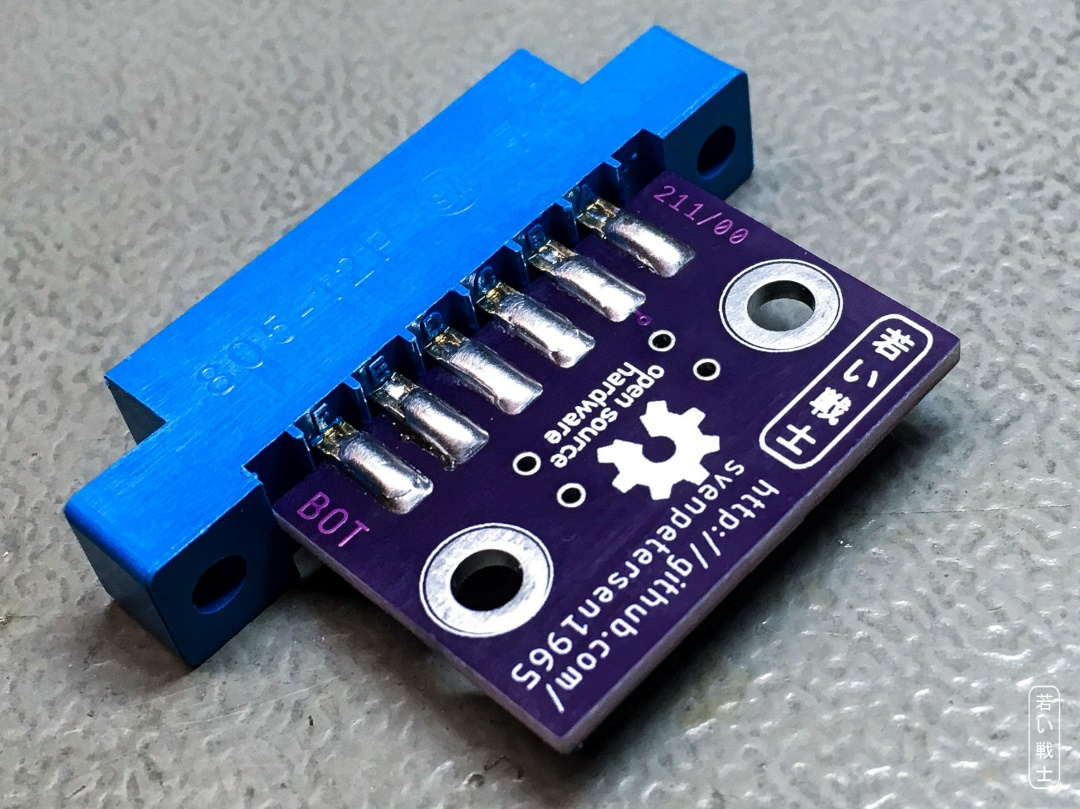 805-12P
SA
A
B
C
D
E
F
211/00
BOT
open source
hardware
http://github.com/
svenpetersen1965
若い戦士
若い戦士